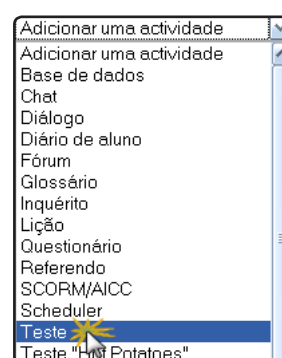 Adicionar uma actividade
Adicionar uma actividade
Base de dados
Chat
Diálogo
Diário de aluno
Fórum
Glossário
Inquérito
Lição
Questionário
Referendo
SCORM/AICC
Scheduler
Teste
Teste "Hot Potatoes"